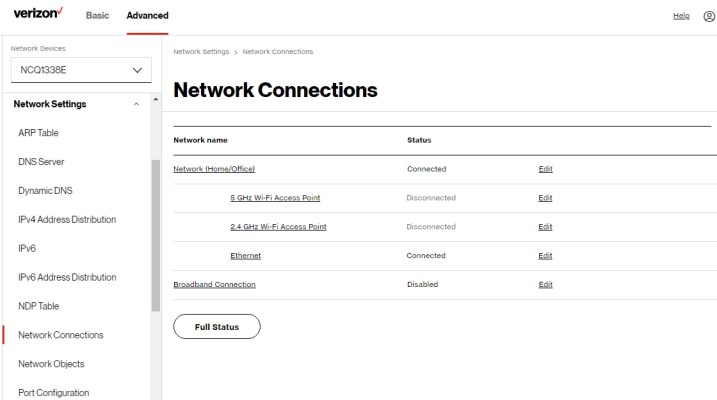 verizon
Basic
Advanced
Help
Network Devices
NCQ1338E
Network Settings
ARP Table
DNS Server
Dynamic DNS
IPv4 Address Distribution
IPv6
IPv6 Address Distribution
NDP Table
Network Connections
Network Objects
Port Configuration
Network Settings > Network Connections
Network Connections
Network name Status
Network (Home/Office) Connected Edit
5 GHz Wi-Fi Access Point Disconnected Edit
2.4 GHz Wi-Fi Access Point Disconnected Edit
Ethernet Connected Edit
Broadband Connection Disabled Edit
Full Status